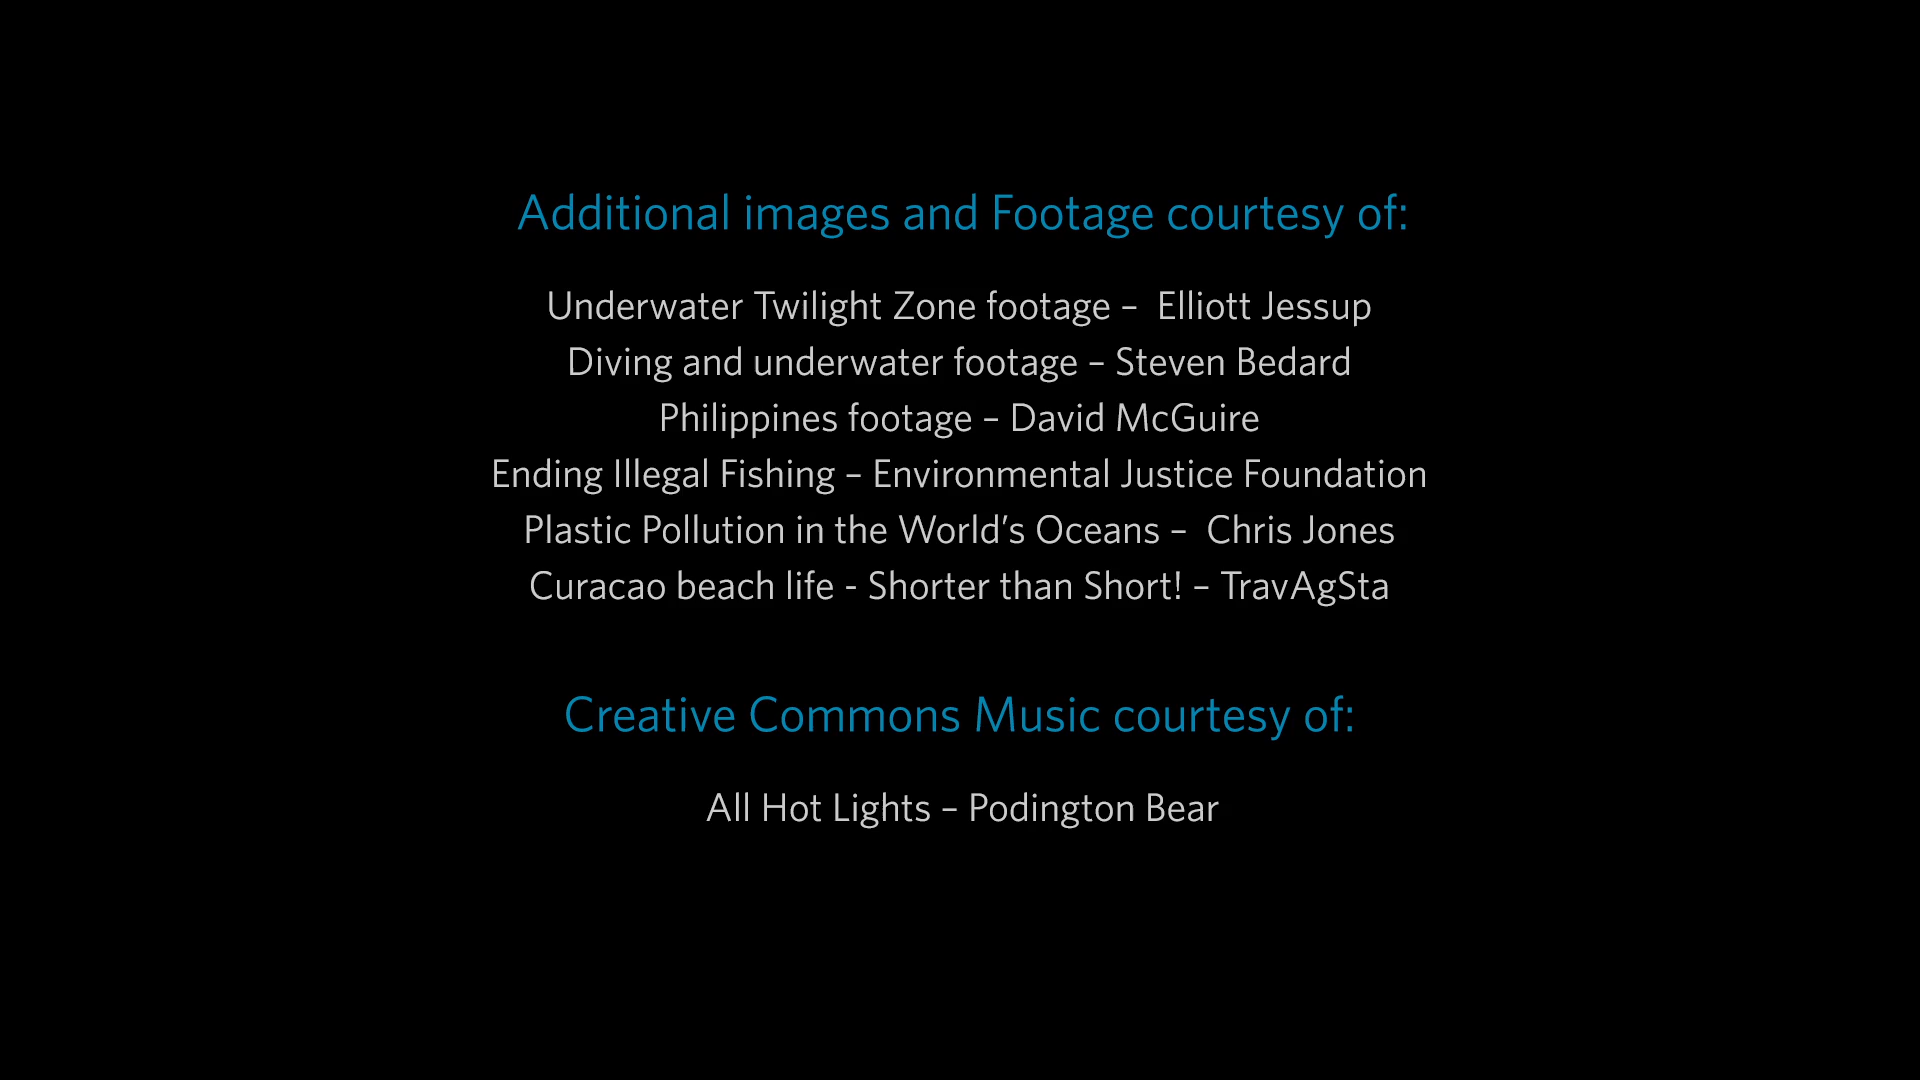 Additional images and Footage courtesy of:
Underwater Twilight Zone footage –  Elliott Jessup
Diving and underwater footage – Steven Bedard
Philippines footage – David McGuire
Ending Illegal Fishing – Environmental Justice Foundation
Plastic Pollution in the World’s Oceans –  Chris Jones
Curacao beach life - Shorter than Short! – TravAgSta
Creative Commons Music courtesy of:
All Hot Lights – Podington Bear